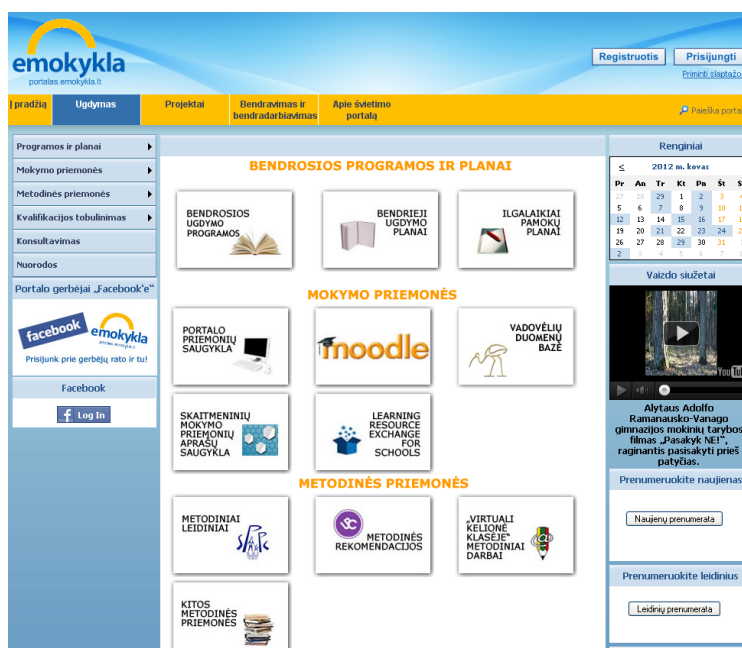 emokykla
portalas.emokykla.lt
Registruotis
Prisijungti
Priminti slaptažo
Į pradžią
Ugdymas
Projektai
Bendravimas ir
bendradarbiavimas
Apie švietimo
portalą
Paieška porta
Programos ir planai
Mokymo priemonės
Metodinės priemonės
Kvalifikacijos tobulinimas
Konsultavimas
Nuorodos
Portalo gerbėjai „Facebook'e“
facebook
emokykla
Prisijunk prie gerbėjų rato ir tu!
Facebook
f Log In
BENDROSIOS PROGRAMOS IR PLANAI
BENDROSIOS
UGDYMO
PROGRAMOS
BENDRIEJI
UGDYMO
PLANAI
ILGALAIKIAI
PAMOKŲ
PLANAI
MOKYMO PRIEMONĖS
PORTALO
PRIEMONIŲ
SAUGYKLA
moodle
VADOVĖLIŲ
DUOMENŲ
BAZĖ
SKAITMENINIŲ
MOKYMO
PRIEMONIŲ
APRAŠŲ
SAUGYKLA
LEARNING
RESOURCE
EXCHANGE
FOR
SCHOOLS
METODINĖS PRIEMONĖS
METODINIAI
LEIDINIAI
METODINĖS
REKOMENDACIJOS
„VIRTUALI
KELIONĖ
KLASĖJE“
METODINIAI
DARBAI
KITOS
METODINĖS
PRIEMONĖS
Renginiai
< 2012 m. kovas
Pr An Tr Kt Pn Št S
27 28 29 1 2 3 4
5 6 7 8 9 10 1
12 13 14 15 16 17 1
19 20 21 22 23 24 2
26 27 28 29 30 31
2 3 4 5 6 7
Vaizdo siužetai
YouTu
Alytaus Adolfo
Ramanausko-Vanago
gimnazijos mokinių tarybos
filmas „Pasakyk NE!“,
raginantis pasisakyti prieš
patyčias.
Prenumeruokite naujienas
Naujienų prenumerata
Prenumeruokite leidinius
Leidinių prenumerata